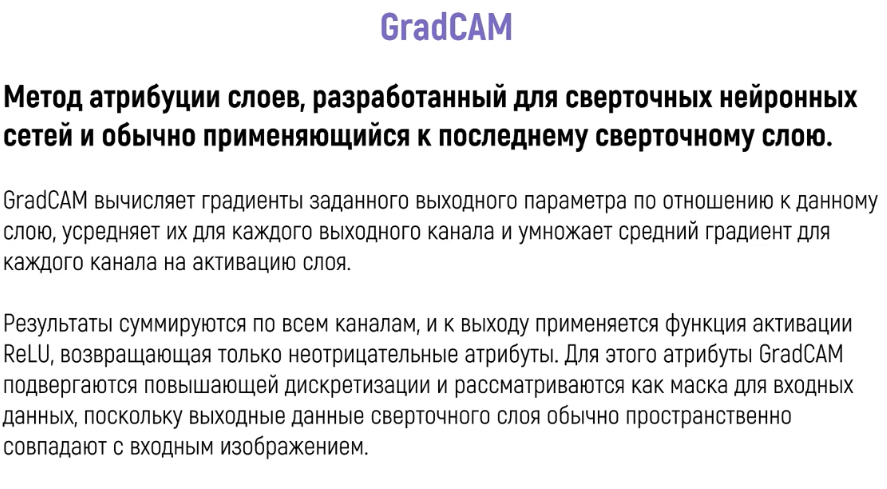 GradCAM
Метод атрибуции слоев, разработанный для сверточных нейронных
сетей и обычно применяющийся к последнему сверточному слою.
GradCAM вычисляет градиенты заданного выходного параметра по отношению к данному
слою, усредняет их для каждого выходного канала и умножает средний градиент для
каждого канала на активацию слоя.
Результаты суммируются по всем каналам, и к выходу применяется функция активации
ReLU, возвращающая только неотрицательные атрибуты. Для этого атрибуты GradCAM
подвергаются повышающей дискретизации и рассматриваются как маска для входных
данных, поскольку выходные данные сверточного слоя обычно пространственно
совпадают с входным изображением.